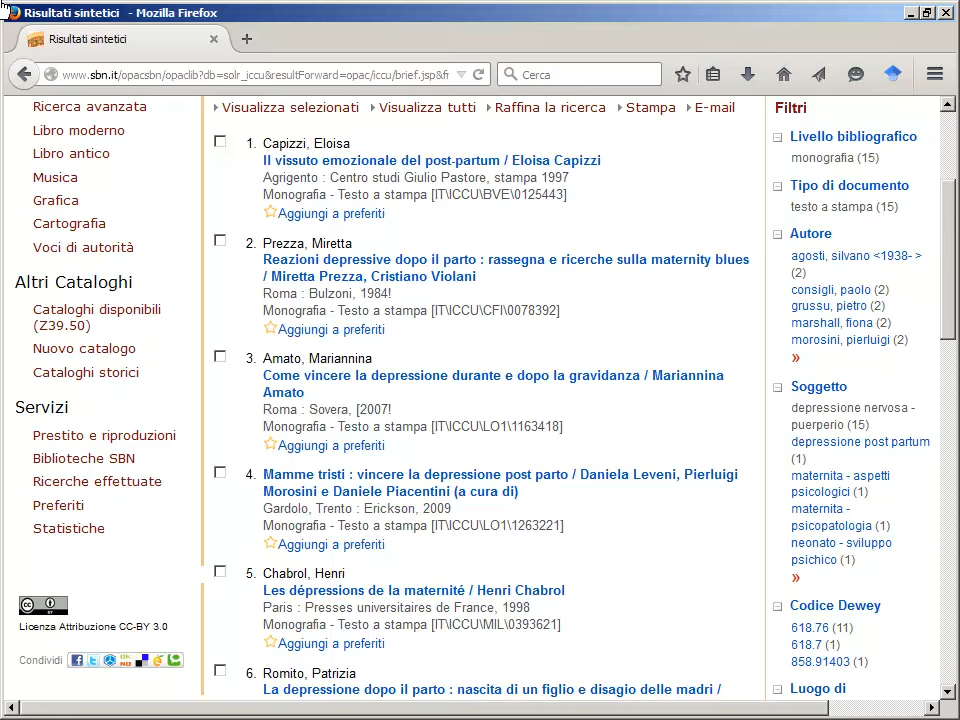 Risultati sintetici - Mozilla Firefox
Risultati sintetici
www.sbn.it/opacsbn/opaclib?db=solr_iccu&resultForward=opac/iccu/brief.jsp&fr
Cerca
Ricerca avanzata
Libro moderno
Libro antico
Musica
Grafica
Cartografia
Voci di autorità
Altri Cataloghi
Cataloghi disponibili
(Z39.50)
Nuovo catalogo
Cataloghi storici
Servizi
Prestito e riproduzioni
Biblioteche SBN
Ricerche effettuate
Preferiti
Statistiche
Licenza Attribuzione CC-BY 3.0
Condividi
Visualizza selezionati Visualizza tutti Raffina la ricerca Stampa E-mail
1. Capizzi, Eloisa
Il vissuto emozionale del post-partum / Eloisa Capizzi
Agrigento : Centro studi Giulio Pastore, stampa 1997
Monografia - Testo a stampa [IT\ICCU\BVE\0125443]
Aggiungi a preferiti
2. Prezza, Miretta
Reazioni depressive dopo il parto : rassegna e ricerche sulla maternity blues
/ Miretta Prezza, Cristiano Violani
Roma : Bulzoni, 1984!
Monografia - Testo a stampa [IT\ICCU\CFI\0078392]
Aggiungi a preferiti
3. Amato, Mariannina
Come vincere la depressione durante e dopo la gravidanza / Mariannina
Amato
Roma : Sovera, [2007!
Monografia - Testo a stampa [IT\ICCU\LO1\1163418]
Aggiungi a preferiti
4. Mamme tristi : vincere la depressione post parto / Daniela Leveni, Pierluigi
Morosini e Daniele Piacentini (a cura di)
Gardolo, Trento : Erickson, 2009
Monografia - Testo a stampa [IT\ICCU\LO1\1263221]
Aggiungi a preferiti
5. Chabrol, Henri
Les dépressions de la maternité / Henri Chabrol
Paris : Presses universitaires de France, 1998
Monografia - Testo a stampa [IT\ICCU\MIL\0393621]
Aggiungi a preferiti
6. Romito, Patrizia
La depressione dopo il parto : nascita di un figlio e disagio delle madri /
Filtri
Livello bibliografico
monografia (15)
Tipo di documento
testo a stampa (15)
Autore
agosti, silvano <1938- >
(2)
consigli, paolo (2)
grussu, pietro (2)
marshall, fiona (2)
morosini, pierluigi (2)
»
Soggetto
depressione nervosa -
puerperio (15)
depressione post partum
(1)
maternita - aspetti
psicologici (1)
maternita -
psicopatologia (1)
neonato - sviluppo
psichico (1)
»
Codice Dewey
618.76 (11)
618.7 (1)
858.91403 (1)
Luogo di